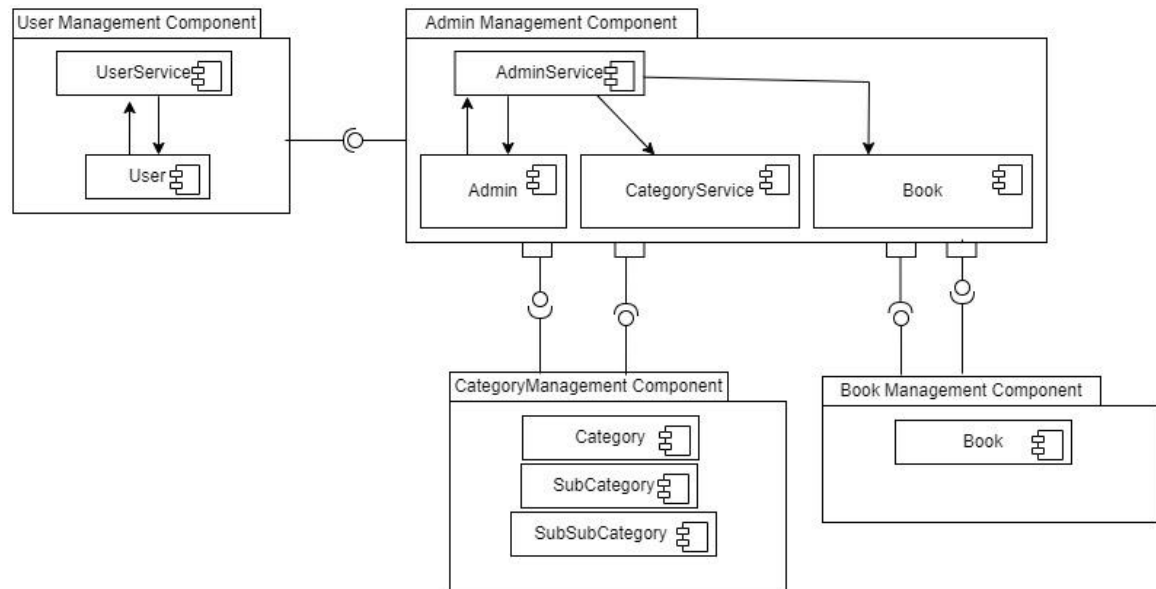 User Management Component
Admin Management Component
UserService
User
AdminService
Admin
CategoryService
Book
CategoryManagement Component
Category
SubCategory
SubSubCategory
Book Management Component
Book